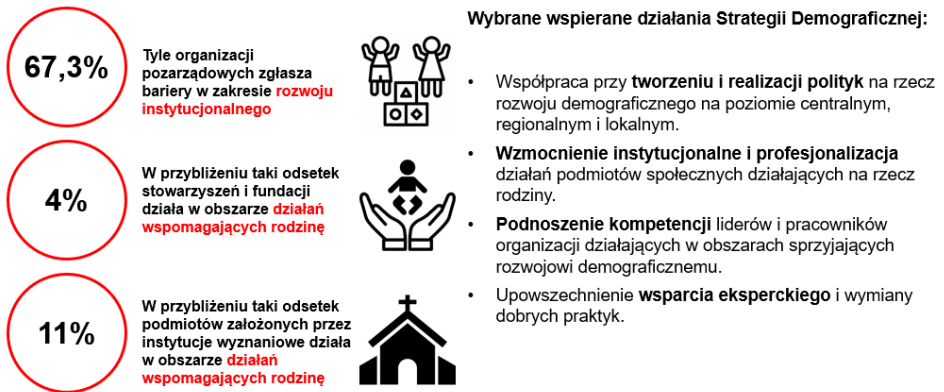 67,3%
Tyle organizacji
pozarządowych zgłasza
bariery w zakresie rozwoju
instytucjonalnego
4%
W przybliżeniu taki odsetek
stowarzyszeń i fundacji
działa w obszarze działań
wspomagających rodzinę
11%
W przybliżeniu taki odsetek
podmiotów założonych przez
instytucje wyznaniowe działa
w obszarze działań
wspomagających rodzinę
Wybrane wspierane działania Strategii Demograficznej:
• Współpraca przy tworzeniu i realizacji polityk na rzecz
rozwoju demograficznego na poziomie centralnym,
regionalnym i lokalnym.
• Wzmocnienie instytucjonalne i profesjonalizacja
działań podmiotów społecznych działających na rzecz
rodziny.
• Podnoszenie kompetencji liderów i pracowników
organizacji działających w obszarach sprzyjających
rozwojowi demograficznemu.
• Upowszechnienie wsparcia eksperckiego i wymiany
dobrych praktyk.